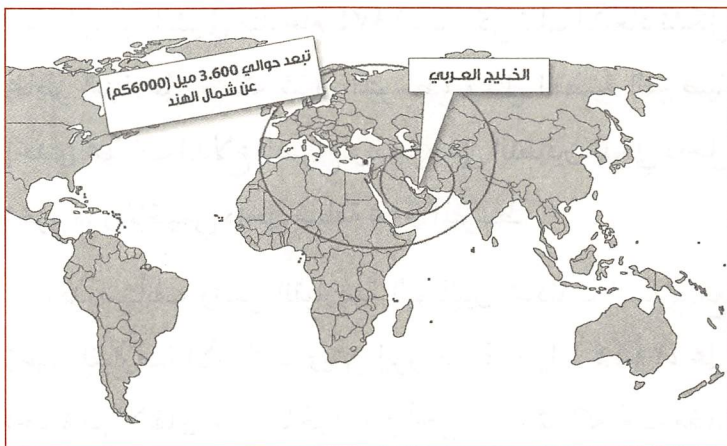 تبعد حوالي 3.600 ميل (6000كم)
عن شمال الهند
الخليج العربي